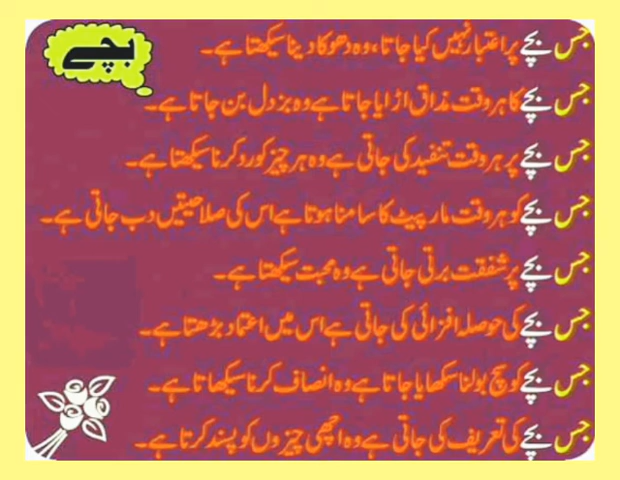 بچے
جس بچے پر اعتبار نہیں کیا جاتا، وہ دھوکا دینا سیکھتا ہے۔
جس بچے کا ہر وقت مذاق اڑایا جاتا ہے وہ بزدل بن جاتا ہے۔
جس بچے پر ہر وقت تنقید کی جاتی ہے وہ ہر چیز کو رد کرنا سیکھتا ہے۔
جس بچے کو ہر وقت مار پیٹ کا سامنا ہوتا ہے اس کی صلاحیتیں دب جاتی ہے۔
جس بچے پر شفقت برتی جاتی ہے وہ محبت سیکھتا ہے۔
جس بچے کی حوصلہ افزائی کی جاتی ہے اس میں اعتماد بڑھتا ہے۔
جس بچے کو سچ بولنا سکھایا جاتا ہے وہ انصاف کرنا سیکھاتا ہے۔
جس بچے کی تعریف کی جاتی ہے وہ اچھی چیزوں کو پسند کرتا ہے۔